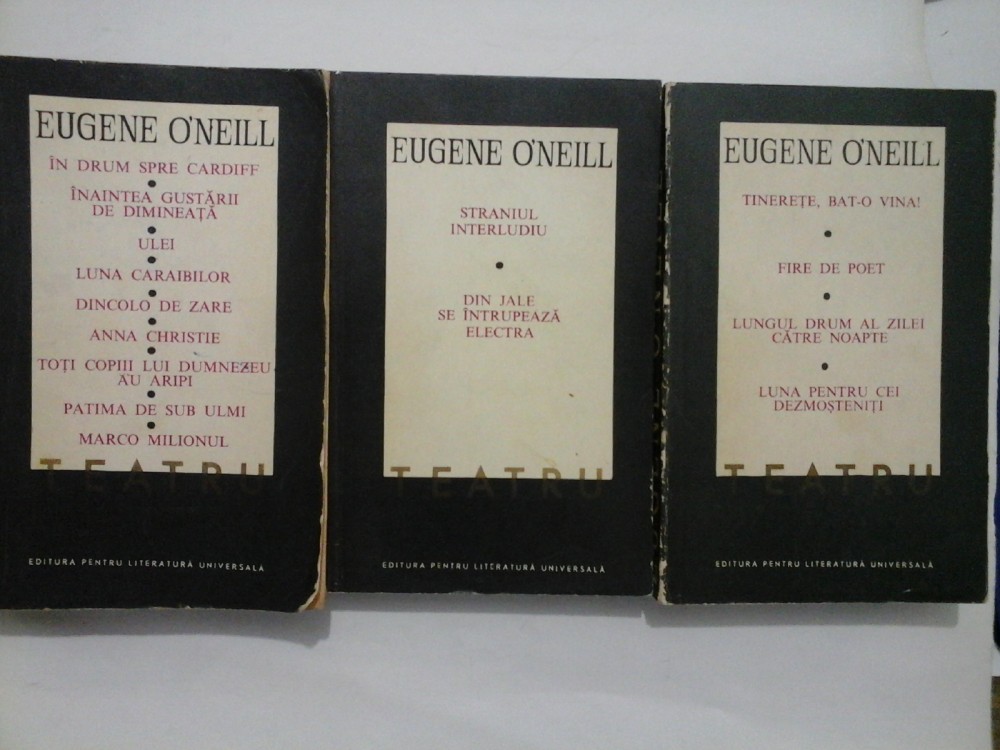 EUGENE O'NEILL
ÎN DRUM SPRE CARDIFF
ÎNAINTEA GUSTĂRII
DE DIMINEAȚĂ
ULEI
LUNA CARAIBILOR
DINCOLO DE ZARE
ANNA CHRISTIE
TOȚI COPIII LUI DUMNEZEU
AU ARIPI
PATIMA DE SUB ULMI
MARCO MILIONUL
TEATRU
EDITURA PENTRU LITERATURĂ UNIVERSALĂ
EUGENE O'NEILL
STRANIUL
INTERLUDIU
DIN JALE
SE ÎNTRUPEAZĂ
ELECTRA
TEATRU
EDITURA PENTRU LITERATURĂ UNIVERSALĂ
EUGENE O'NEILL
TINEREȚE, BAT-O VINA!
FIRE DE POET
LUNGUL DRUM AL ZILEI
CĂTRE NOAPTE
LUNA PENTRU CEI
DEZMOȘTENIȚI
TEATRU
EDITURA PENTRU LITERATURĂ UNIVERSALĂ